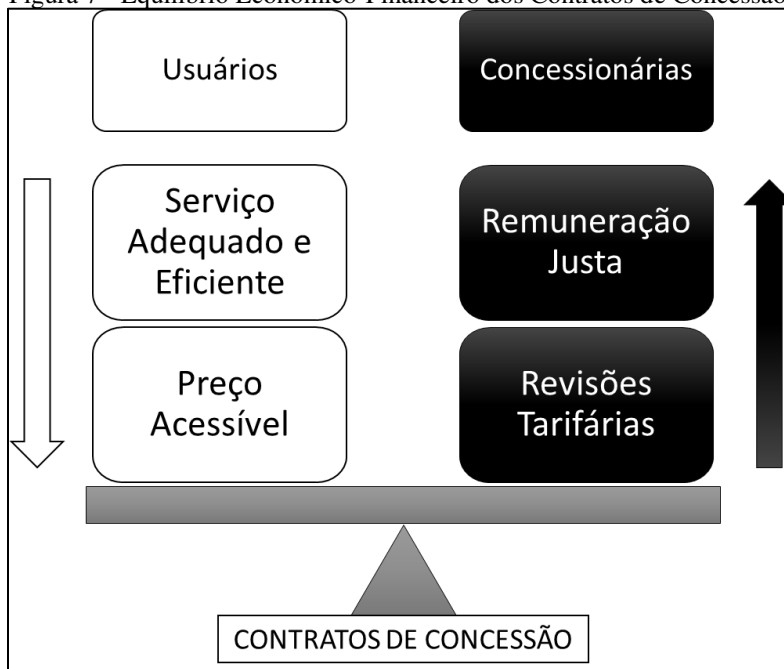 Figura 7 - Equilíbrio Econômico-Financeiro dos Contratos de Concessão
Usuários
Concessionárias
Serviço
Adequado e
Eficiente
Remuneração
Justa
Preço
Acessível
Revisões
Tarifárias
CONTRATOS DE CONCESSÃO